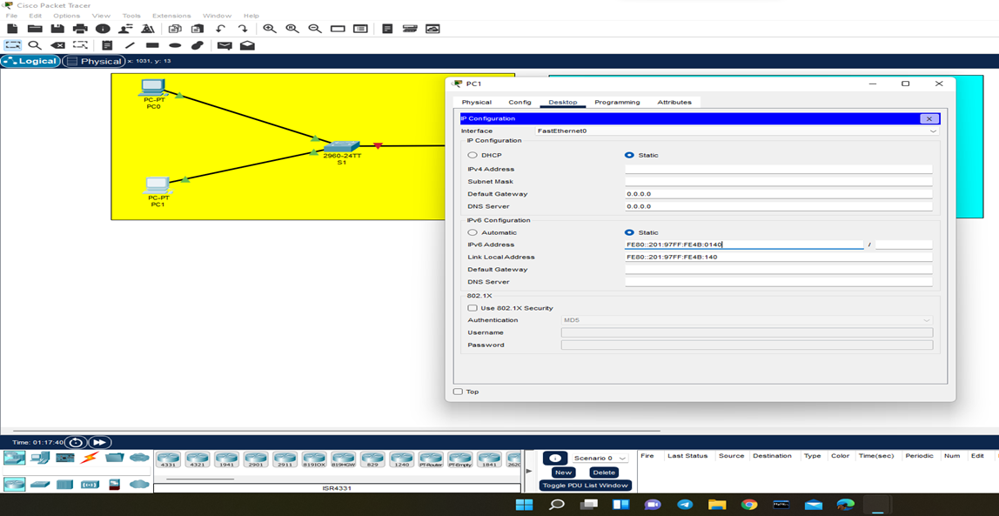 Cisco Packet Tracer
File Edit Options View Tools Extensions Window Help
Logical Physical x: 1031, y: 13
PC-PT
PC0
2960-24TT
S1
PC-PT
PC1
PC1
Physical Config Desktop Programming Attributes
IP Configuration X
Interface FastEthernet0
IP Configuration
DHCP Static
IPv4 Address
Subnet Mask
Default Gateway 0.0.0.0
DNS Server 0.0.0.0
IPv6 Configuration
Automatic Static
IPv6 Address FE80::201:97FF:FE4B:0140 /
Link Local Address FE80::201:97FF:FE4B:140
Default Gateway
DNS Server
802.1X
Use 802.1X Security
Authentication MD5
Username
Password
Top
Time: 01:17:40
4331 4321 1941 2901 2911 819IOX 819HGW 829 1240 PT-Router PT-Empty 1841 2620
ISR4331
Scenario 0
New Delete
Toggle PDU List Window
Fire Last Status Source Destination Type Color Time(sec) Periodic Num Edit